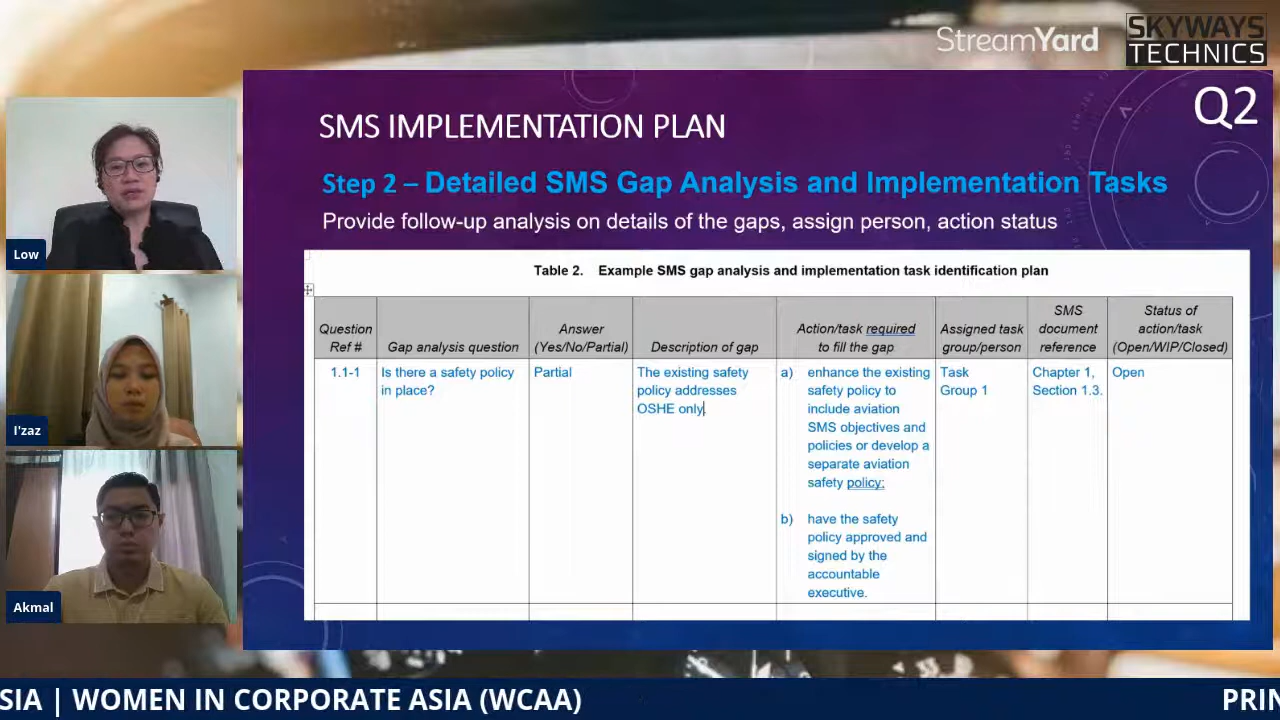 StreamYard
SKYWAYS
TECHNICS
Q2
SMS IMPLEMENTATION PLAN
Step 2 – Detailed SMS Gap Analysis and Implementation Tasks
Provide follow-up analysis on details of the gaps, assign person, action status
Table 2. Example SMS gap analysis and implementation task identification plan
Question
Ref #
Gap analysis question
Answer
(Yes/No/Partial)
Description of gap
Action/task required
to fill the gap
Assigned task
group/person
SMS
document
reference
Status of
action/task
(Open/WIP/Closed)
1.1-1
Is there a safety policy
in place?
Partial
The existing safety
policy addresses
OSHE only.
a) enhance the existing
safety policy to
include aviation
SMS objectives and
policies or develop a
separate aviation
safety policy;
b) have the safety
policy approved and
signed by the
accountable
executive.
Task
Group 1
Chapter 1,
Section 1.3.
Open
Low
I'zaz
Akmal
SIA | WOMEN IN CORPORATE ASIA (WCAA)
PRIN